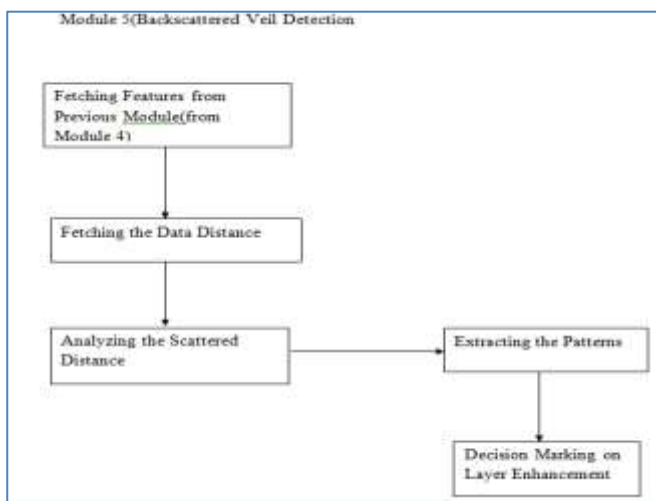 Module 5(Backscattered Veil Detection
Fetching Features from
Previous Module(from
Module 4)
Fetching the Data Distance
Analyzing the Scattered
Distance
Extracting the Patterns
Decision Marking on
Layer Enhancement